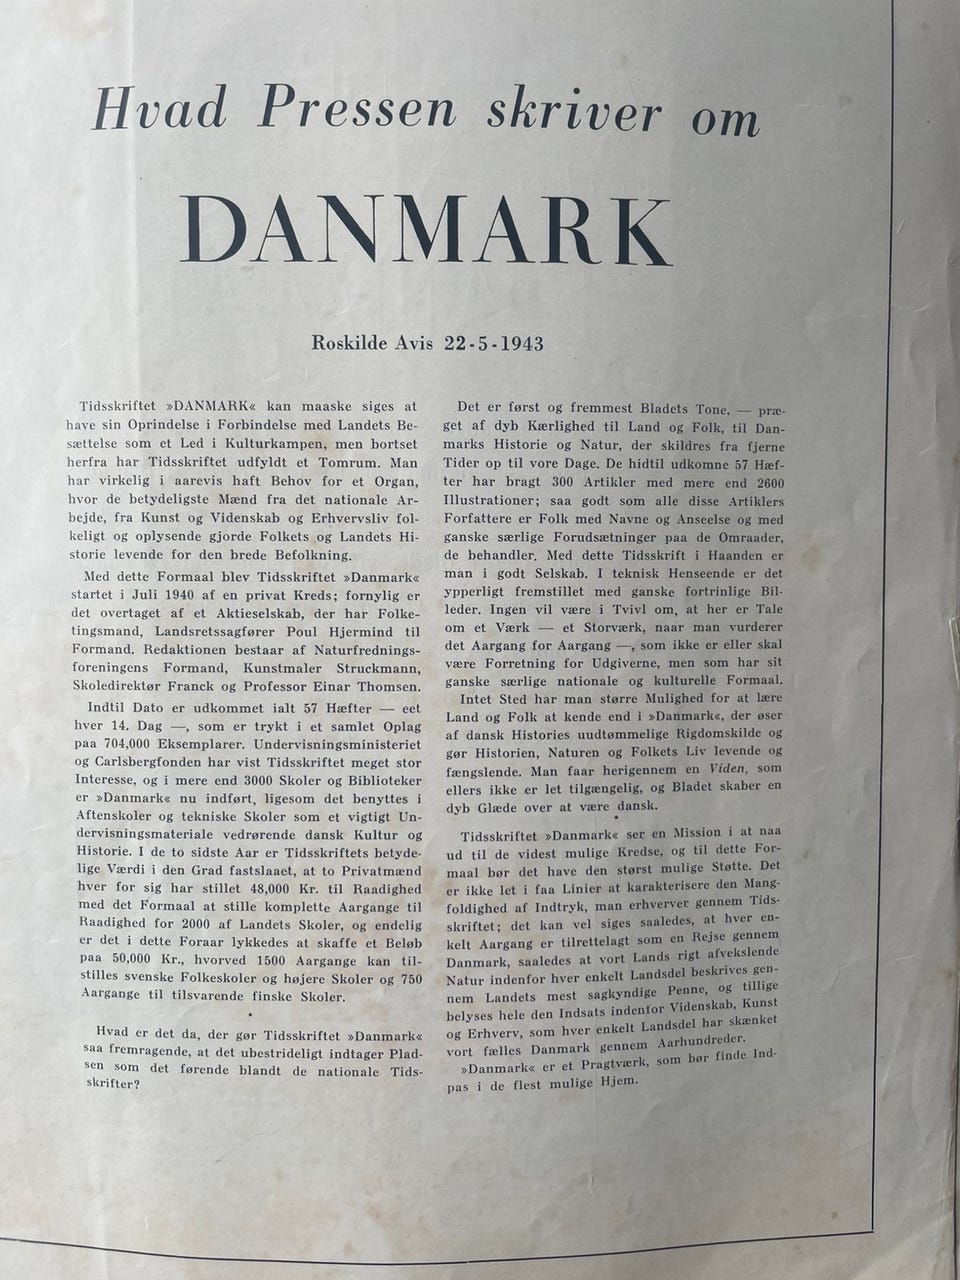 Hvad Pressen skriver om
DANMARK
Roskilde Avis 22-5-1943
Tidsskriftet »DANMARK« kan maaske siges at
have sin Oprindelse i Forbindelse med Landets Be-
sættelse som et Led i Kulturkampen, men bortset
herfra har Tidsskriftet udfyldt et Tomrum. Man
har virkelig i aarevis haft Behov for et Organ,
hvor de betydeligste Mænd fra det nationale Ar-
bejde, fra Kunst og Videnskab og Erhvervsliv fol-
keligt og oplysende gjorde Folkets og Landets Hi-
storie levende for den brede Befolkning.
Med dette Formaal blev Tidsskriftet »Danmark«
startet i Juli 1940 af en privat Kreds; fornylig er
det overtaget af et Aktieselskab, der har Folke-
tingsmand, Landsretssagfører Poul Hjermind til
Formand. Redaktionen bestaar af Naturfrednings-
foreningens Formand, Kunstmaler Struckmann,
Skoledirektør Franck og Professor Einar Thomsen.
Indtil Dato er udkommet ialt 57 Hæfter — eet
hver 14. Dag —, som er trykt i et samlet Oplag
paa 704,000 Eksemplarer. Undervisningsministeriet
og Carlsbergfonden har vist Tidsskriftet meget stor
Interesse, og i mere end 3000 Skoler og Biblioteker
er »Danmark« nu indført, ligesom det benyttes i
Aftenskoler og tekniske Skoler som et vigtigt Un-
dervisningsmateriale vedrørende dansk Kultur og
Historie. I de to sidste Aar er Tidsskriftets betyde-
lige Værdi i den Grad fastslaaet, at to Privatmænd
hver for sig har stillet 48,000 Kr. til Raadighed
med det Formaal at stille komplette Aargange til
Raadighed for 2000 af Landets Skoler, og endelig
er det i dette Foraar lykkedes at skaffe et Beløb
paa 50,000 Kr., hvorved 1500 Aargange kan til-
stilles svenske Folkeskoler og højere Skoler og 750
Aargange til tilsvarende finske Skoler.
*
Hvad er det da, der gør Tidsskriftet »Danmark«
saa fremragende, at det ubestrideligt indtager Plad-
sen som det førende blandt de nationale Tids-
skrifter?
Det er først og fremmest Bladets Tone, — præ-
get af dyb Kærlighed til Land og Folk, til Dan-
marks Historie og Natur, der skildres fra fjerne
Tider op til vore Dage. De hidtil udkomne 57 Hæf-
ter har bragt 300 Artikler med mere end 2600
Illustrationer; saa godt som alle disse Artiklers
Forfattere er Folk med Navne og Anseelse og med
ganske særlige Forudsætninger paa de Omraader,
de behandler. Med dette Tidsskrift i Haanden er
man i godt Selskab. I teknisk Henseende er det
ypperligt fremstillet med ganske fortrinlige Bil-
leder. Ingen vil være i Tvivl om, at her er Tale
om et Værk — et Storværk, naar man vurderer
det Aargang for Aargang —, som ikke er eller skal
være Forretning for Udgiverne, men som har sit
ganske særlige nationale og kulturelle Formaal.
Intet Sted har man større Mulighed for at lære
Land og Folk at kende end i »Danmark«, der øser
af dansk Histories uudtømmelige Rigdomskilde og
gør Historien, Naturen og Folkets Liv levende og
fængslende. Man faar herigennem en Viden, som
ellers ikke er let tilgængelig, og Bladet skaber en
dyb Glæde over at være dansk.
*
Tidsskriftet »Danmark« ser en Mission i at naa
ud til de videst mulige Kredse, og til dette For-
maal bør det have den størst mulige Støtte. Det
er ikke let i faa Linier at karakterisere den Mang-
foldighed af Indtryk, man erhverver gennem Tids-
skriftet; det kan vel siges saaledes, at hver en-
kelt Aargang er tilrettelagt som en Rejse gennem
Danmark, saaledes at vort Lands rigt afvekslende
Natur indenfor hver enkelt Landsdel beskrives gen-
nem Landets mest sagkyndige Penne, og tillige
belyses hele den Indsats indenfor Videnskab, Kunst
og Erhverv, som hver enkelt Landsdel har skænket
vort fælles Danmark gennem Aarhundreder.
»Danmark« er et Pragtværk, som bør finde Ind-
pas i de flest mulige Hjem.